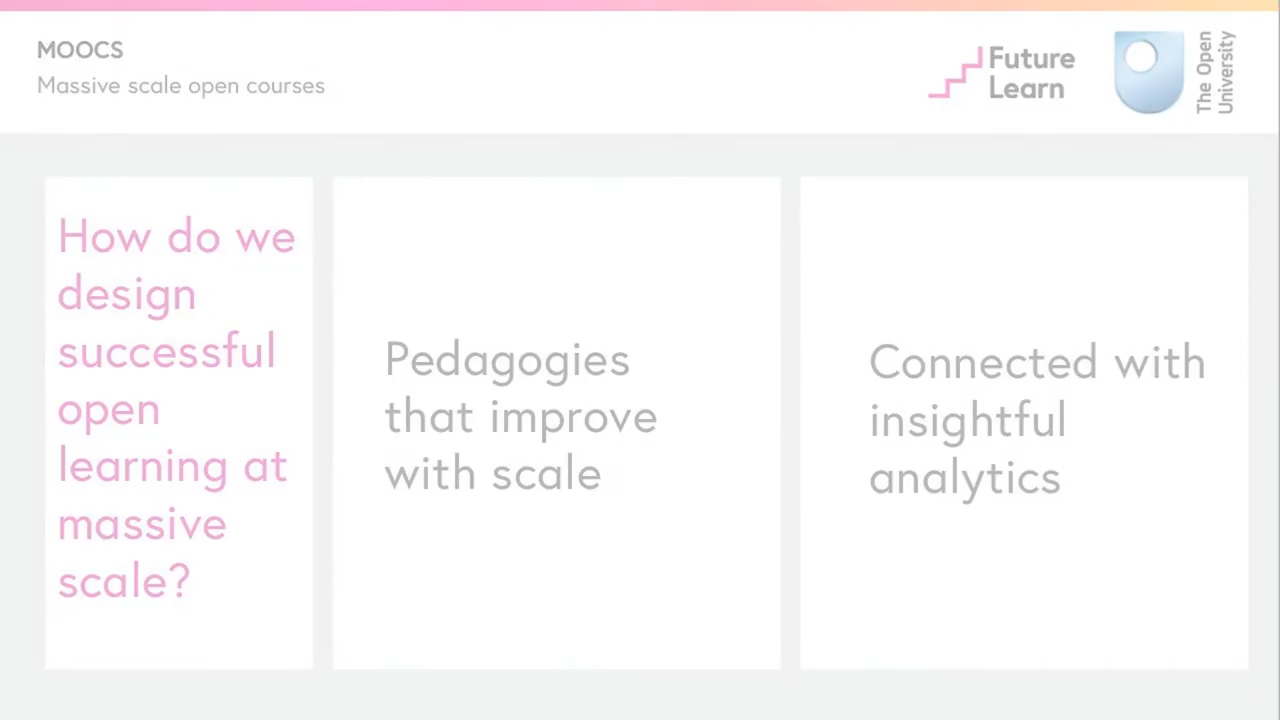 MOOCS
Massive scale open courses
Future
Learn
The Open
University
How do we
design
successful
open
learning at
massive
scale?
Pedagogies
that improve
with scale
Connected with
insightful
analytics